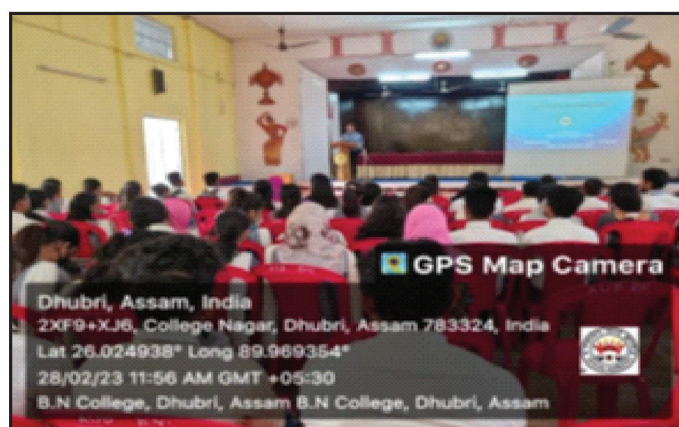 GPS Map Camera
Dhubri, Assam, India
2XF9+XJ6, College Nagar, Dhubri, Assam 783324, India
Lat 26.024938° Long 89.969354°
28/02/23 11:56 AM GMT +05:30
B.N College, Dhubri, Assam B.N College, Dhubri, Assam